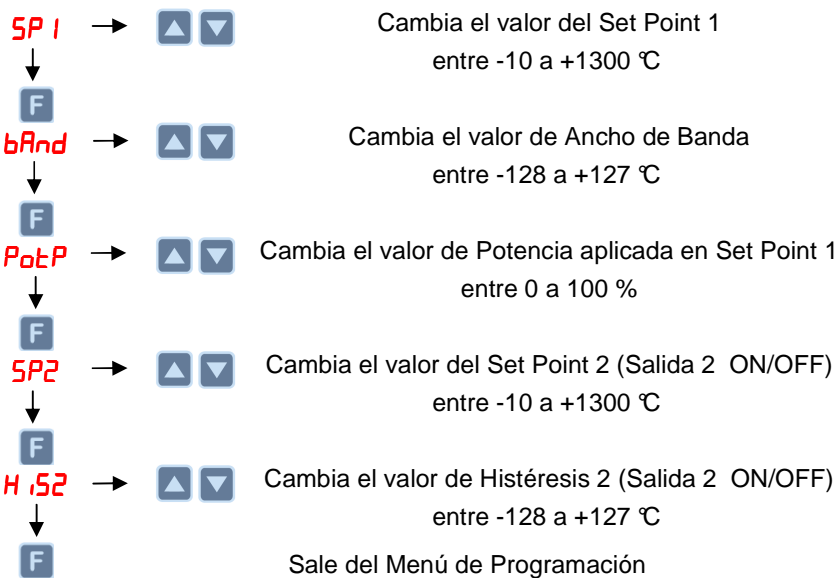 SP1 Cambia el valor del Set Point 1
entre -10 a +1300 °C
F
bAnd Cambia el valor de Ancho de Banda
entre -128 a +127 °C
F
PotP Cambia el valor de Potencia aplicada en Set Point 1
entre 0 a 100 %
F
SP2 Cambia el valor del Set Point 2 (Salida 2 ON/OFF)
entre -10 a +1300 °C
F
HiS2 Cambia el valor de Histéresis 2 (Salida 2 ON/OFF)
entre -128 a +127 °C
F Sale del Menú de Programación